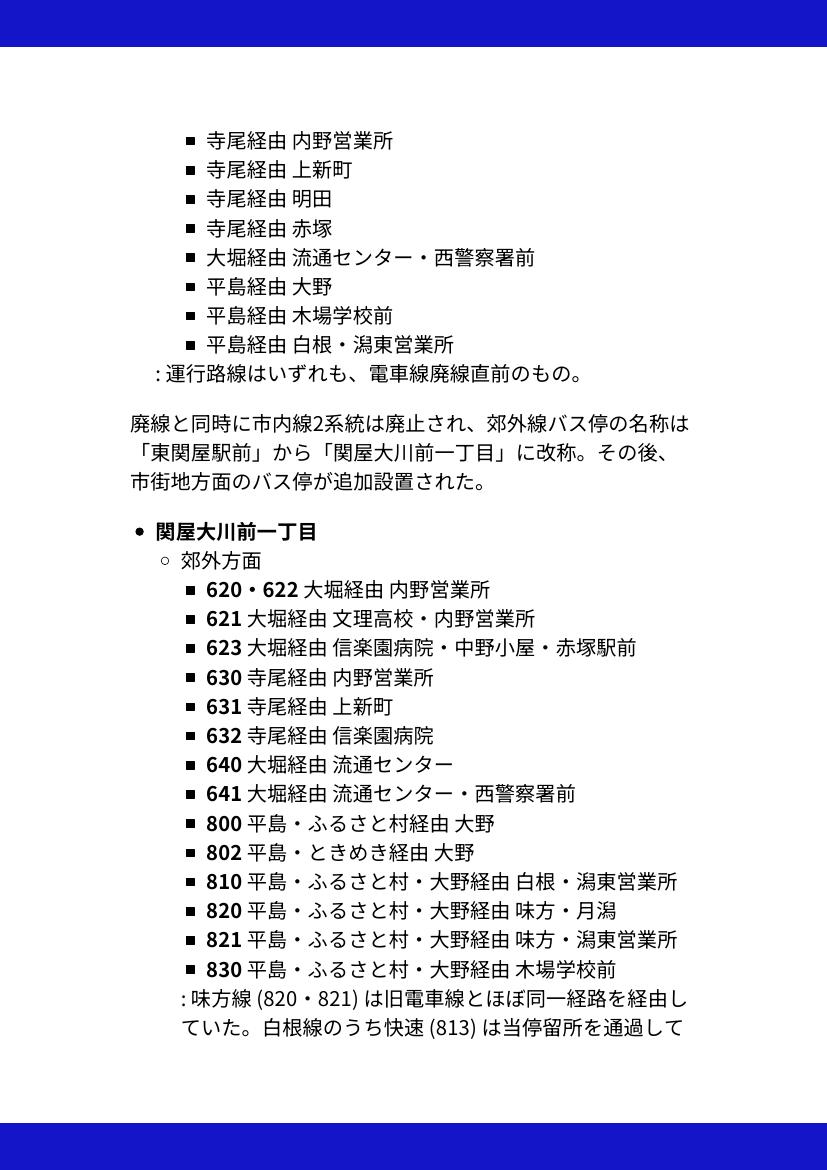 寺尾経由 内野営業所
寺尾経由 上新町
寺尾経由 明田
寺尾経由 赤塚
大堀経由 流通センター・西警察署前
平島経由 大野
平島経由 木場学校前
平島経由 白根・潟東営業所
: 運行路線はいずれも、電車線廃線直前のもの。
廃線と同時に市内線2系統は廃止され、郊外線バス停の名称は
「東関屋駅前」から「関屋大川前一丁目」に改称。その後、
市街地方面のバス停が追加設置された。
関屋大川前一丁目
郊外方面
620・622 大堀経由 内野営業所
621 大堀経由 文理高校・内野営業所
623 大堀経由 信楽園病院・中野小屋・赤塚駅前
630 寺尾経由 内野営業所
631 寺尾経由 上新町
632 寺尾経由 信楽園病院
640 大堀経由 流通センター
641 大堀経由 流通センター・西警察署前
800 平島・ふるさと村経由 大野
802 平島・ときめき経由 大野
810 平島・ふるさと村・大野経由 白根・潟東営業所
820 平島・ふるさと村・大野経由 味方・月潟
821 平島・ふるさと村・大野経由 味方・潟東営業所
830 平島・ふるさと村・大野経由 木場学校前
: 味方線 (820・821) は旧電車線とほぼ同一経路を経由し
ていた。白根線のうち快速 (813) は当停留所を通過して